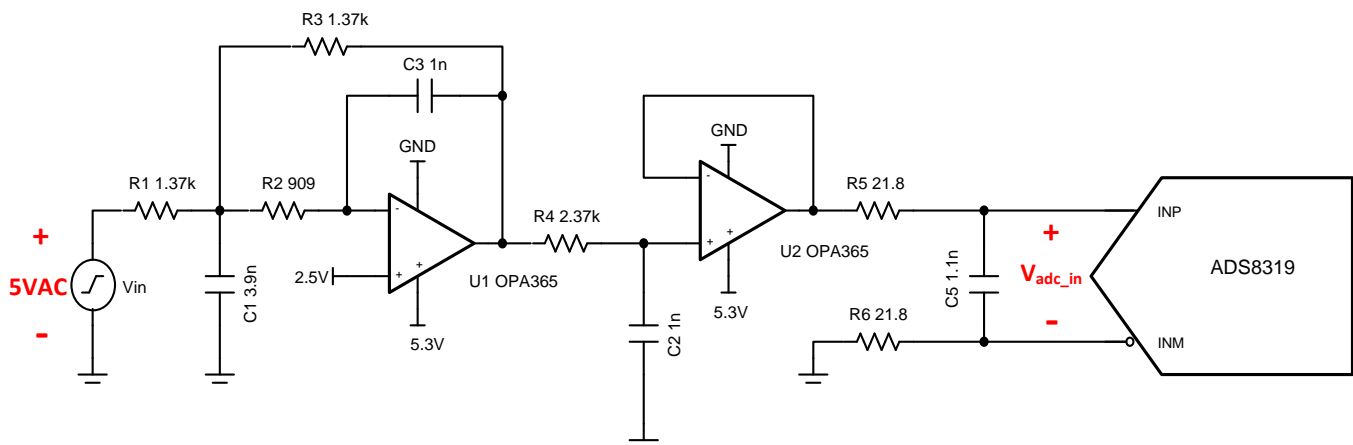 R3 1.37k
C3 1n
GND
GND
R1 1.37k
R2 909
R5 21.8
INP
R4 2.37k
+
5VAC
-
Vin
C1 3.9n
2.5V
-
+
+
U1 OPA365
-
+
+
U2 OPA365
C5 1.1n
+
Vadc_in
-
ADS8319
5.3V
5.3V
C2 1n
R6 21.8
INM